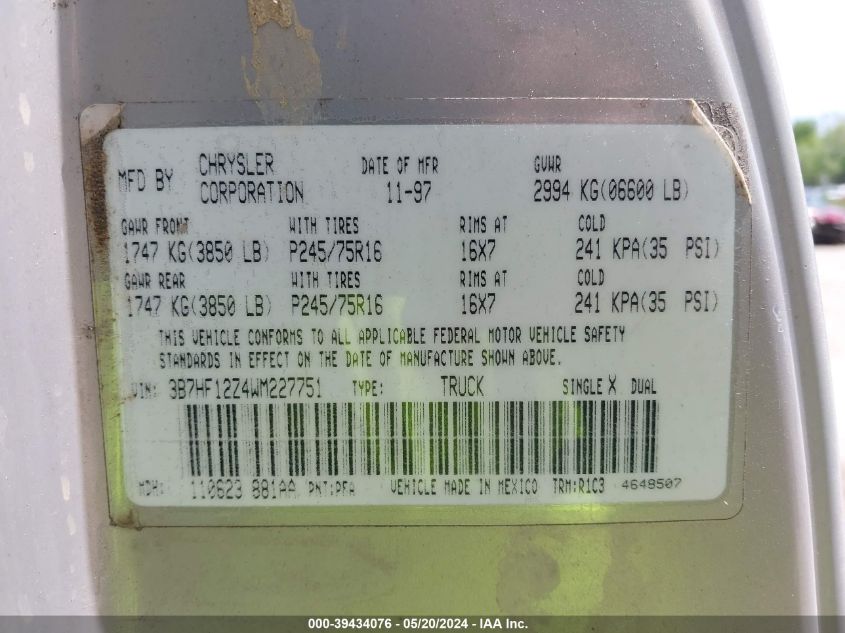 MFD BY CHRYSLER CORPORATION DATE OF MFR 11-97 GVWR 2994 KG(06600 LB)
GAWR FRONT WITH TIRES RIMS AT COLD
1747 KG(3850 LB) P245/75R16 16X7 241 KPA(35 PSI)
GAWR REAR WITH TIRES RIMS AT COLD
1747 KG(3850 LB) P245/75R16 16X7 241 KPA(35 PSI)
THIS VEHICLE CONFORMS TO ALL APPLICABLE FEDERAL MOTOR VEHICLE SAFETY
STANDARDS IN EFFECT ON THE DATE OF MANUFACTURE SHOWN ABOVE.
VIN: 3B7HF12Z4WM227751 TYPE: TRUCK SINGLE X DUAL
MDH: 110623 881AA PNT:PFA VEHICLE MADE IN MEXICO TRM:R1C3 4648507
000-39434076 - 05/20/2024 - IAA Inc.